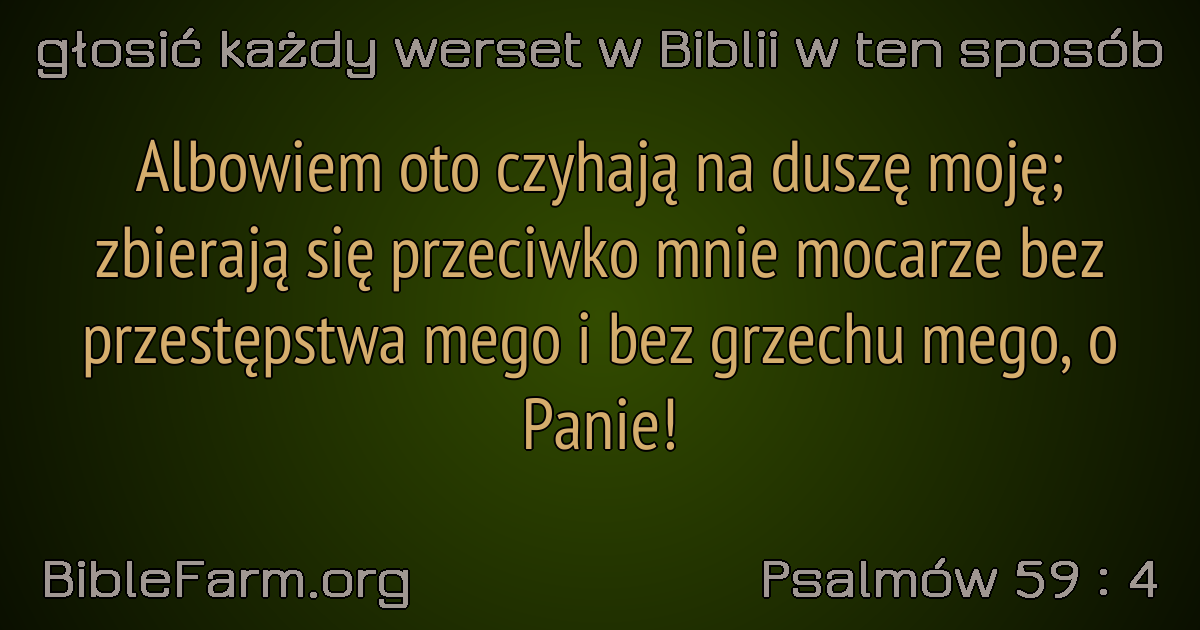 głosić każdy werset w Biblii w ten sposób
Albowiem oto czyhają na duszę moję;
zbierają się przeciwko mnie mocarze bez
przestępstwa mego i bez grzechu mego, o
Panie!
BibleFarm.org
Psalmów 59 : 4